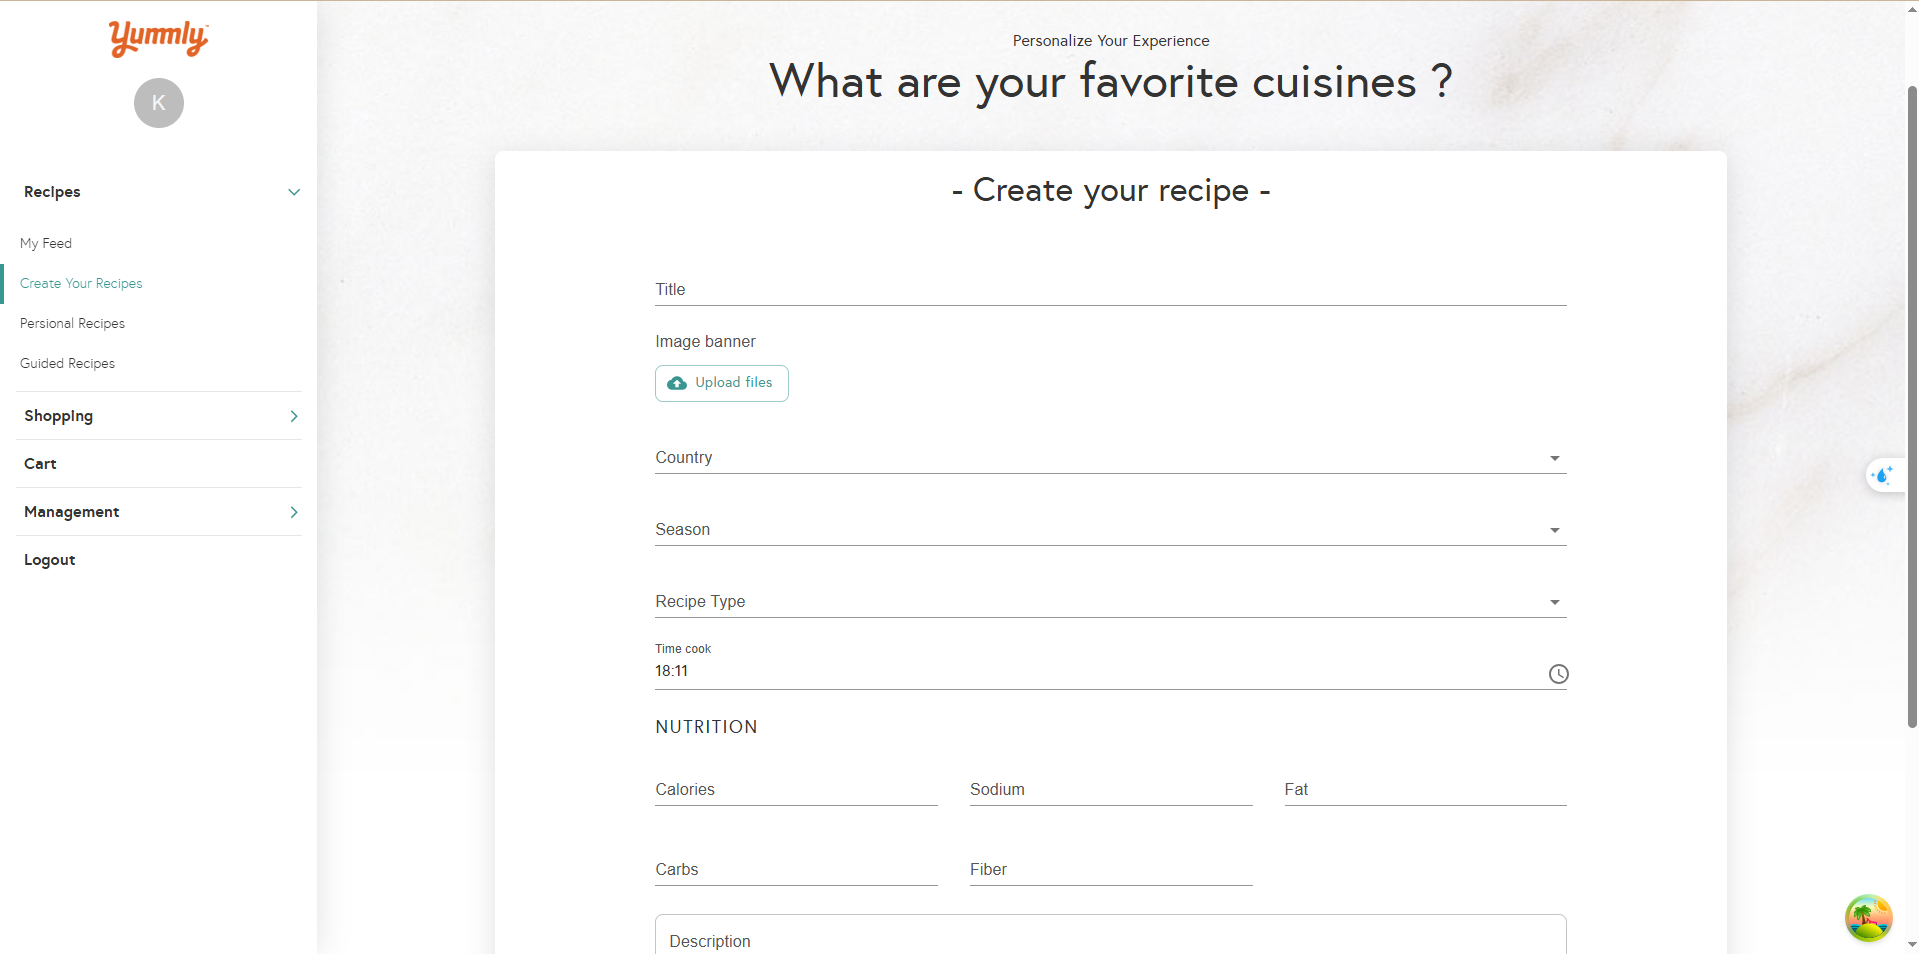 Yummly
K
Recipes
My Feed
Create Your Recipes
Persional Recipes
Guided Recipes
Shopping
Cart
Management
Logout
Personalize Your Experience
What are your favorite cuisines ?
- Create your recipe -
Title
Image banner
Upload files
Country
Season
Recipe Type
Time cook
18:11
NUTRITION
Calories Sodium Fat
Carbs Fiber
Description